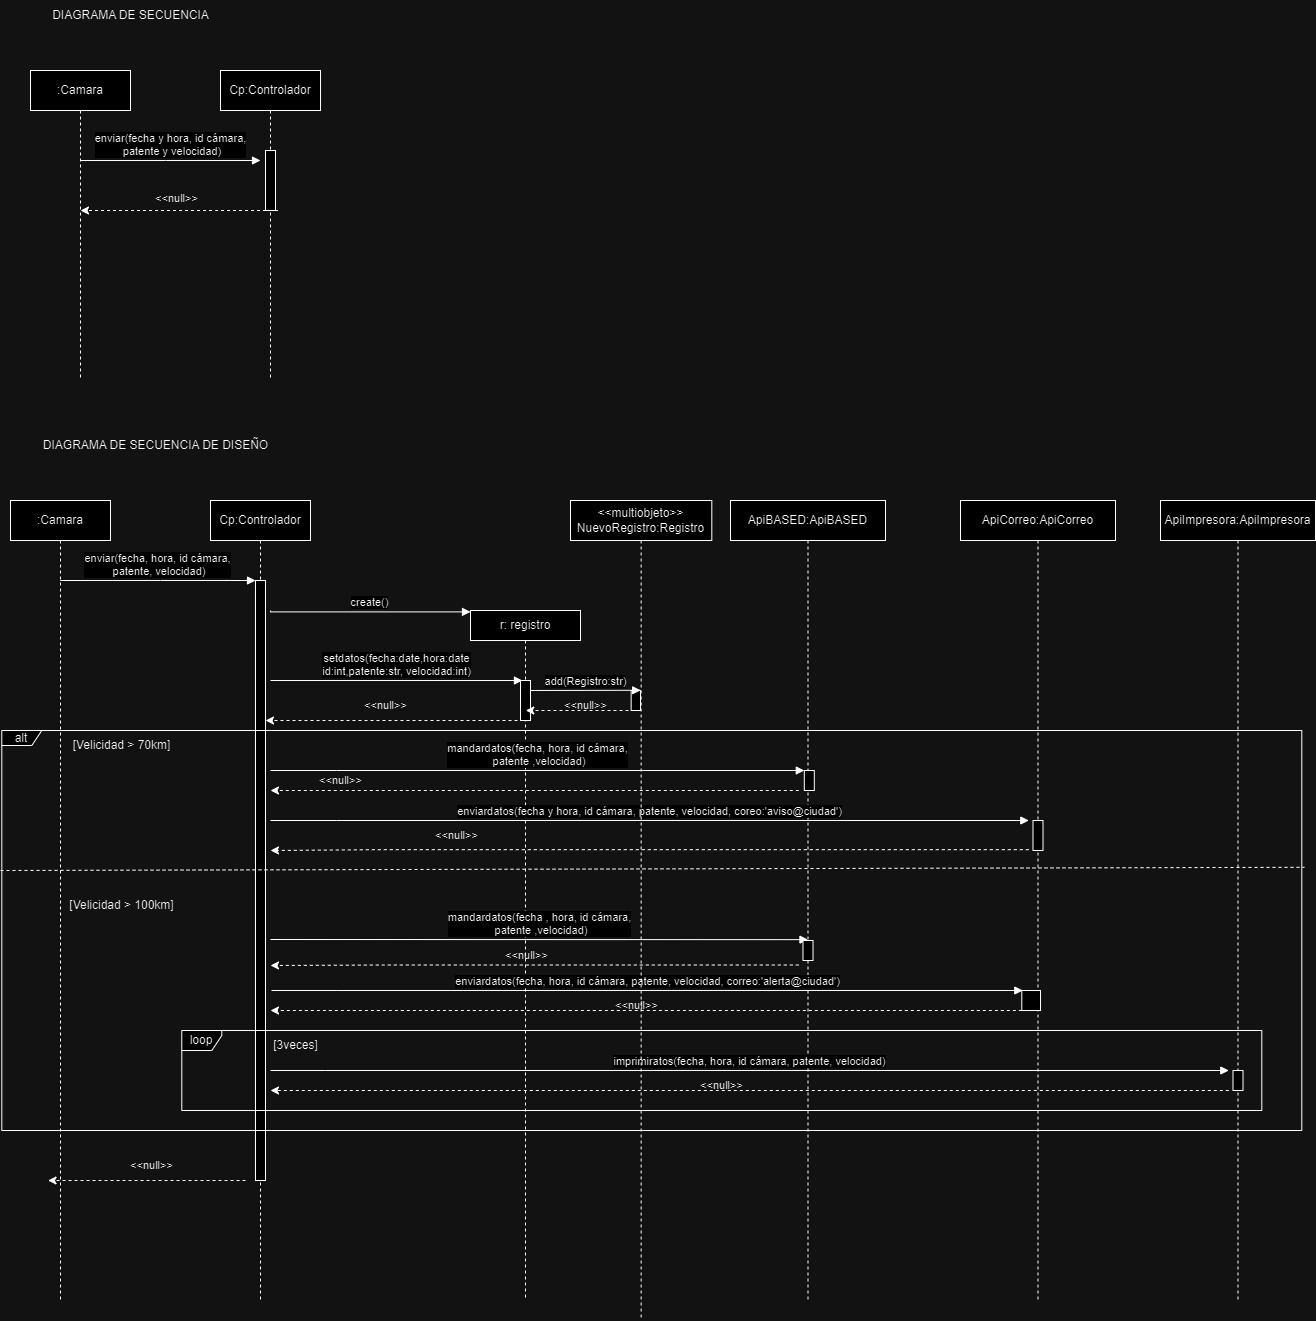 DIAGRAMA DE SECUENCIA
:Camara
Cp:Controlador
enviar(fecha y hora, id cámara,
patente y velocidad)
<<null>>
DIAGRAMA DE SECUENCIA DE DISEÑO
:Camara
Cp:Controlador
<<multiobjeto>>
NuevoRegistro:Registro
ApiBASED:ApiBASED
ApiCorreo:ApiCorreo
ApiImpresora:ApiImpresora
enviar(fecha, hora, id cámara,
patente, velocidad)
create()
r: registro
setdatos(fecha:date,hora:date
id:int,patente:str, velocidad:int)
add(Registro:str)
<<null>>
<<null>>
alt
[Velicidad > 70km]
mandardatos(fecha, hora, id cámara,
patente ,velocidad)
<<null>>
enviardatos(fecha y hora, id cámara, patente, velocidad, coreo:'aviso@ciudad')
<<null>>
[Velicidad > 100km]
mandardatos(fecha , hora, id cámara,
patente ,velocidad)
<<null>>
enviardatos(fecha, hora, id cámara, patente, velocidad, correo:'alerta@ciudad')
<<null>>
loop
[3veces]
imprimiratos(fecha, hora, id cámara, patente, velocidad)
<<null>>
<<null>>